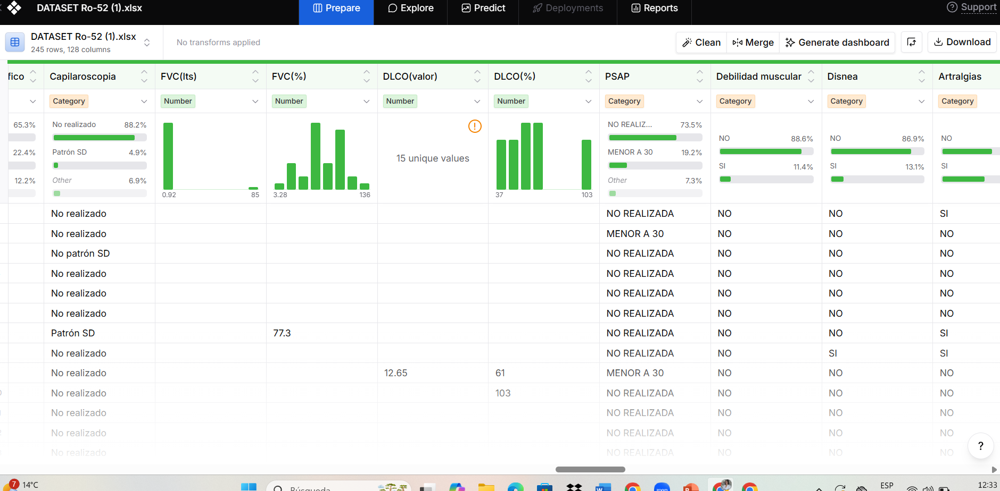 DATASET Ro-52 (1).xlsx
Prepare
Explore
Predict
Deployments
Reports
Support
DATASET Ro-52 (1).xlsx
245 rows, 128 columns
No transforms applied
Clean
Merge
Generate dashboard
Download
fico Capilaroscopia FVC(lts) FVC(%) DLCO(valor) DLCO(%) PSAP Debilidad muscular Disnea Artralgias
Category Number Number Number Number Category Category Category Category
65.3%
22.4%
12.2%
No realizado 88.2%
Patrón SD 4.9%
Other 6.9%
0.92 85
3.28 136
15 unique values
37 103
NO REALIZ... 73.5%
MENOR A 30 19.2%
Other 7.3%
NO 88.6%
SI 11.4%
NO 86.9%
SI 13.1%
NO
SI
No realizado NO REALIZADA NO NO SI
No realizado MENOR A 30 NO NO NO
No patrón SD NO REALIZADA NO NO NO
No realizado NO REALIZADA NO NO NO
No realizado NO REALIZADA NO NO NO
No realizado NO REALIZADA NO NO NO
Patrón SD 77.3 NO REALIZADA NO NO SI
No realizado NO REALIZADA NO SI SI
No realizado 12.65 61 MENOR A 30 NO NO NO
No realizado 103 NO REALIZADA NO NO NO
No realizado NO REALIZADA NO NO NO
No realizado NO REALIZADA NO NO NO
No realizado NO REALIZADA NO NO NO
?
7 14°C
Búsqueda
zoom
ESP
12:33